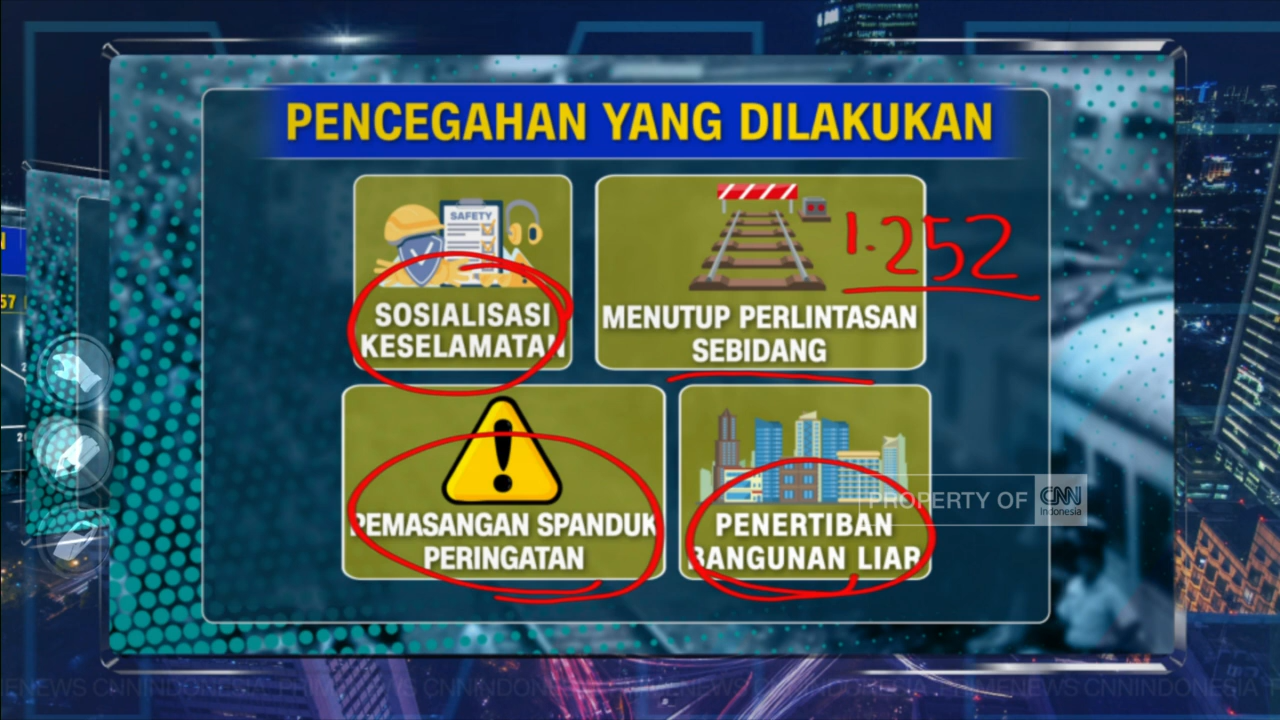 PENCEGAHAN YANG DILAKUKAN
SAFETY
SOSIALISASI
KESELAMATAN
1.252
MENUTUP PERLINTASAN
SEBIDANG
PEMASANGAN SPANDUK
PERINGATAN
PENERTIBAN
BANGUNAN LIAR
PROPERTY OF CNN Indonesia
57